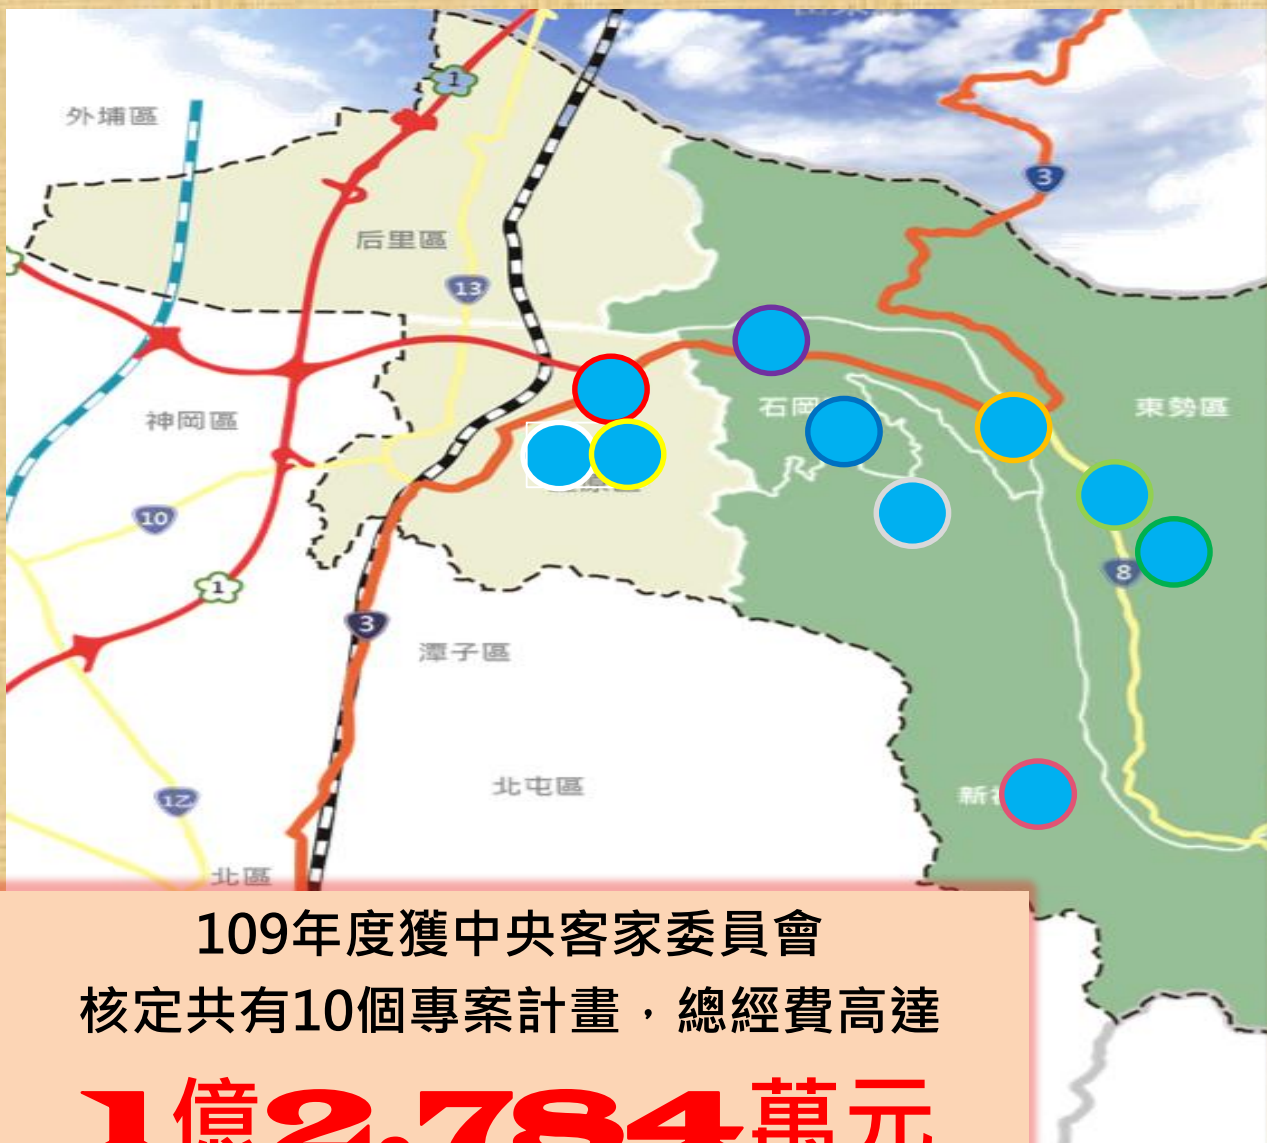 1
外埔區
3
后里區
13
石岡
東勢區
神岡區
10
8
1
3
潭子區
北屯區
新
12
北區
109年度獲中央客家委員會
核定共有10個專案計畫，總經費高達
1億2,784萬元